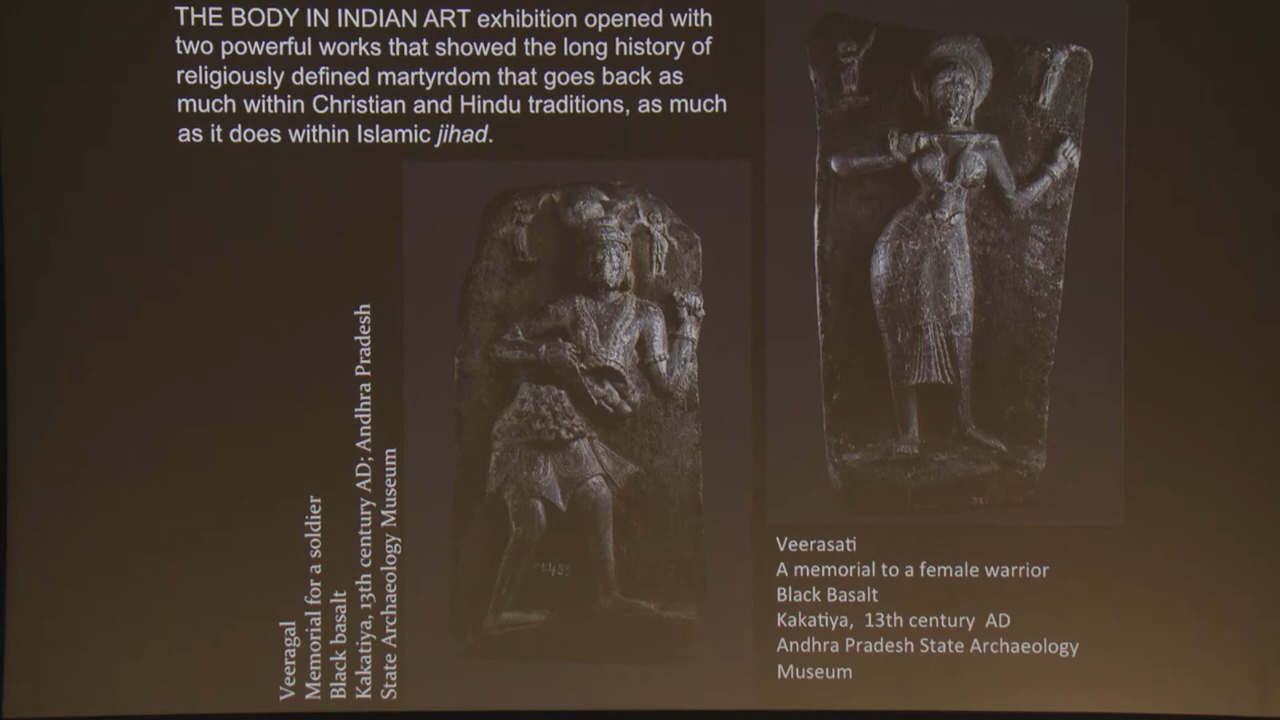 THE BODY IN INDIAN ART exhibition opened with
two powerful works that showed the long history of
religiously defined martyrdom that goes back as
much within Christian and Hindu traditions, as much
as it does within Islamic jihad.
Veeragal
Memorial for a soldier
Black basalt
Kakatiya, 13th century AD; Andhra Pradesh
State Archaeology Museum
Veerasati
A memorial to a female warrior
Black Basalt
Kakatiya, 13th century AD
Andhra Pradesh State Archaeology
Museum